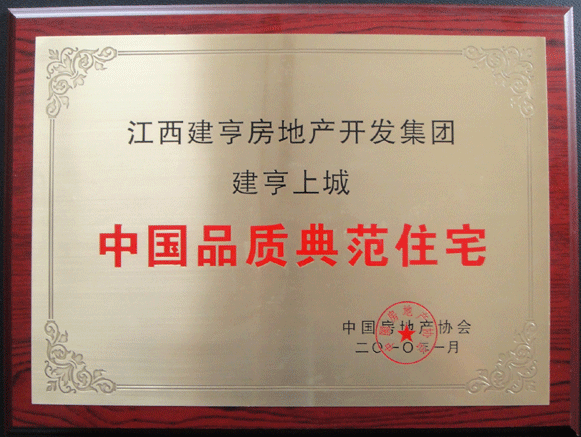 江西建亨房地产开发集团
建亨上城
中国品质典范住宅
中国房地产协会
二〇一〇年一月